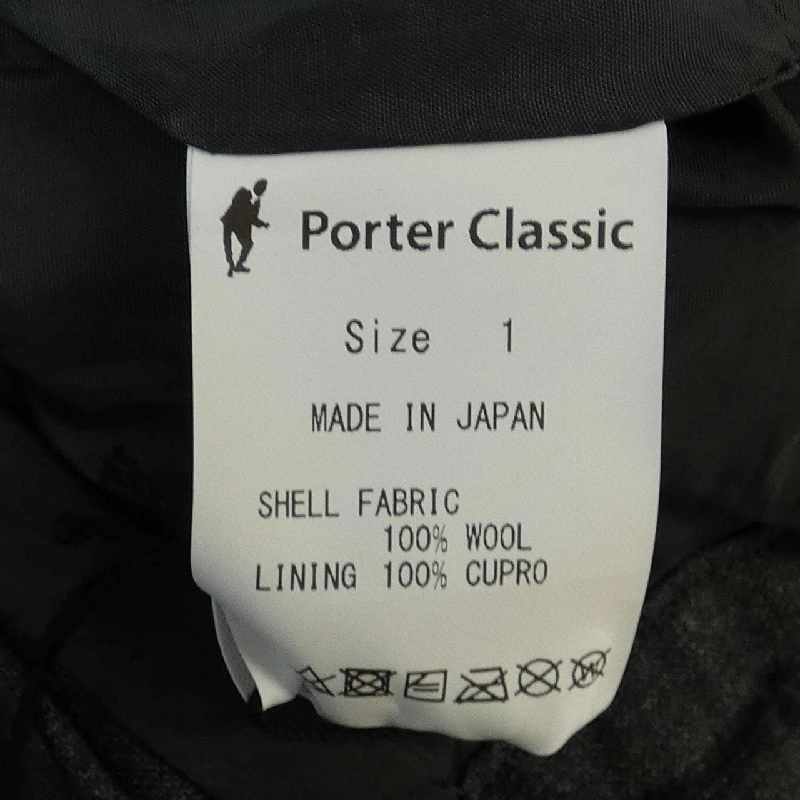 Porter Classic
Size 1
MADE IN JAPAN
SHELL FABRIC
100% WOOL
LINING 100% CUPRO
W